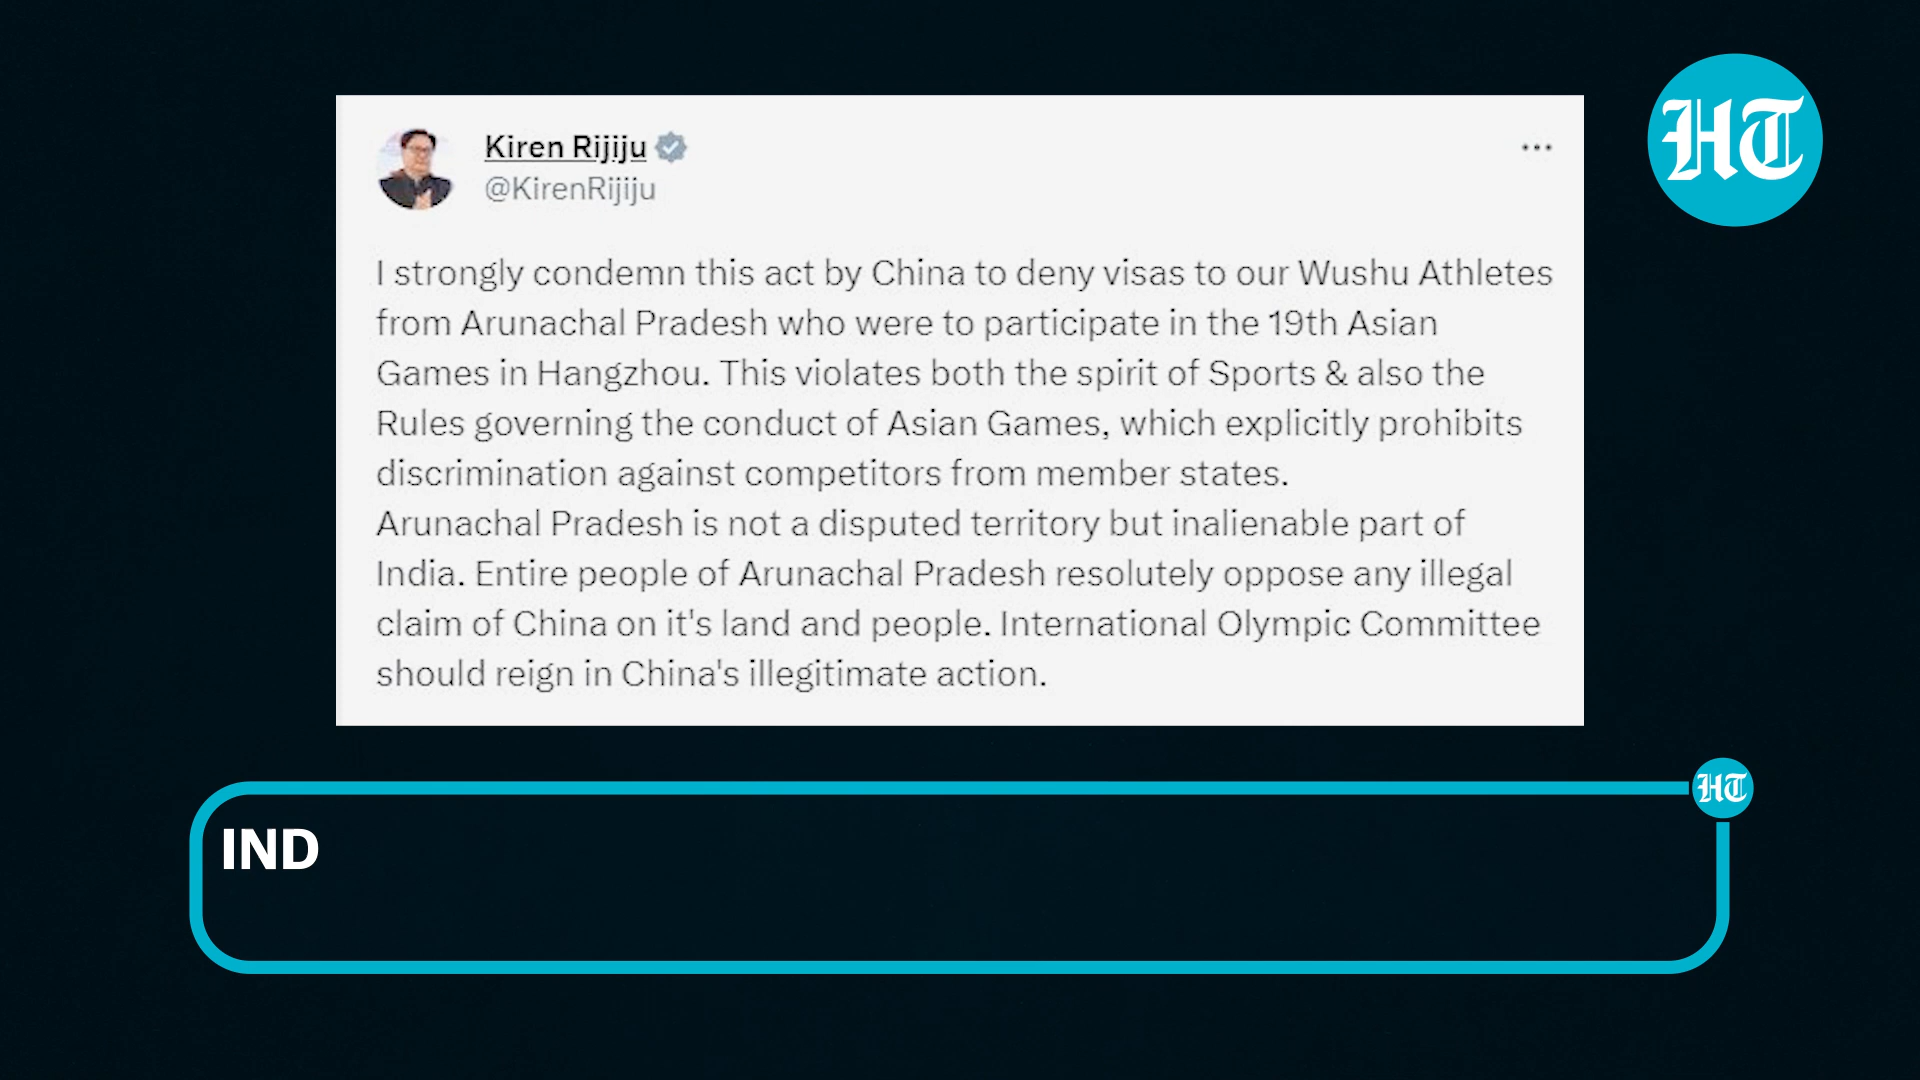 HT
Kiren Rijiju
@KirenRijiju
I strongly condemn this act by China to deny visas to our Wushu Athletes
from Arunachal Pradesh who were to participate in the 19th Asian
Games in Hangzhou. This violates both the spirit of Sports & also the
Rules governing the conduct of Asian Games, which explicitly prohibits
discrimination against competitors from member states.
Arunachal Pradesh is not a disputed territory but inalienable part of
India. Entire people of Arunachal Pradesh resolutely oppose any illegal
claim of China on it's land and people. International Olympic Committee
should reign in China's illegitimate action.
HT
IND